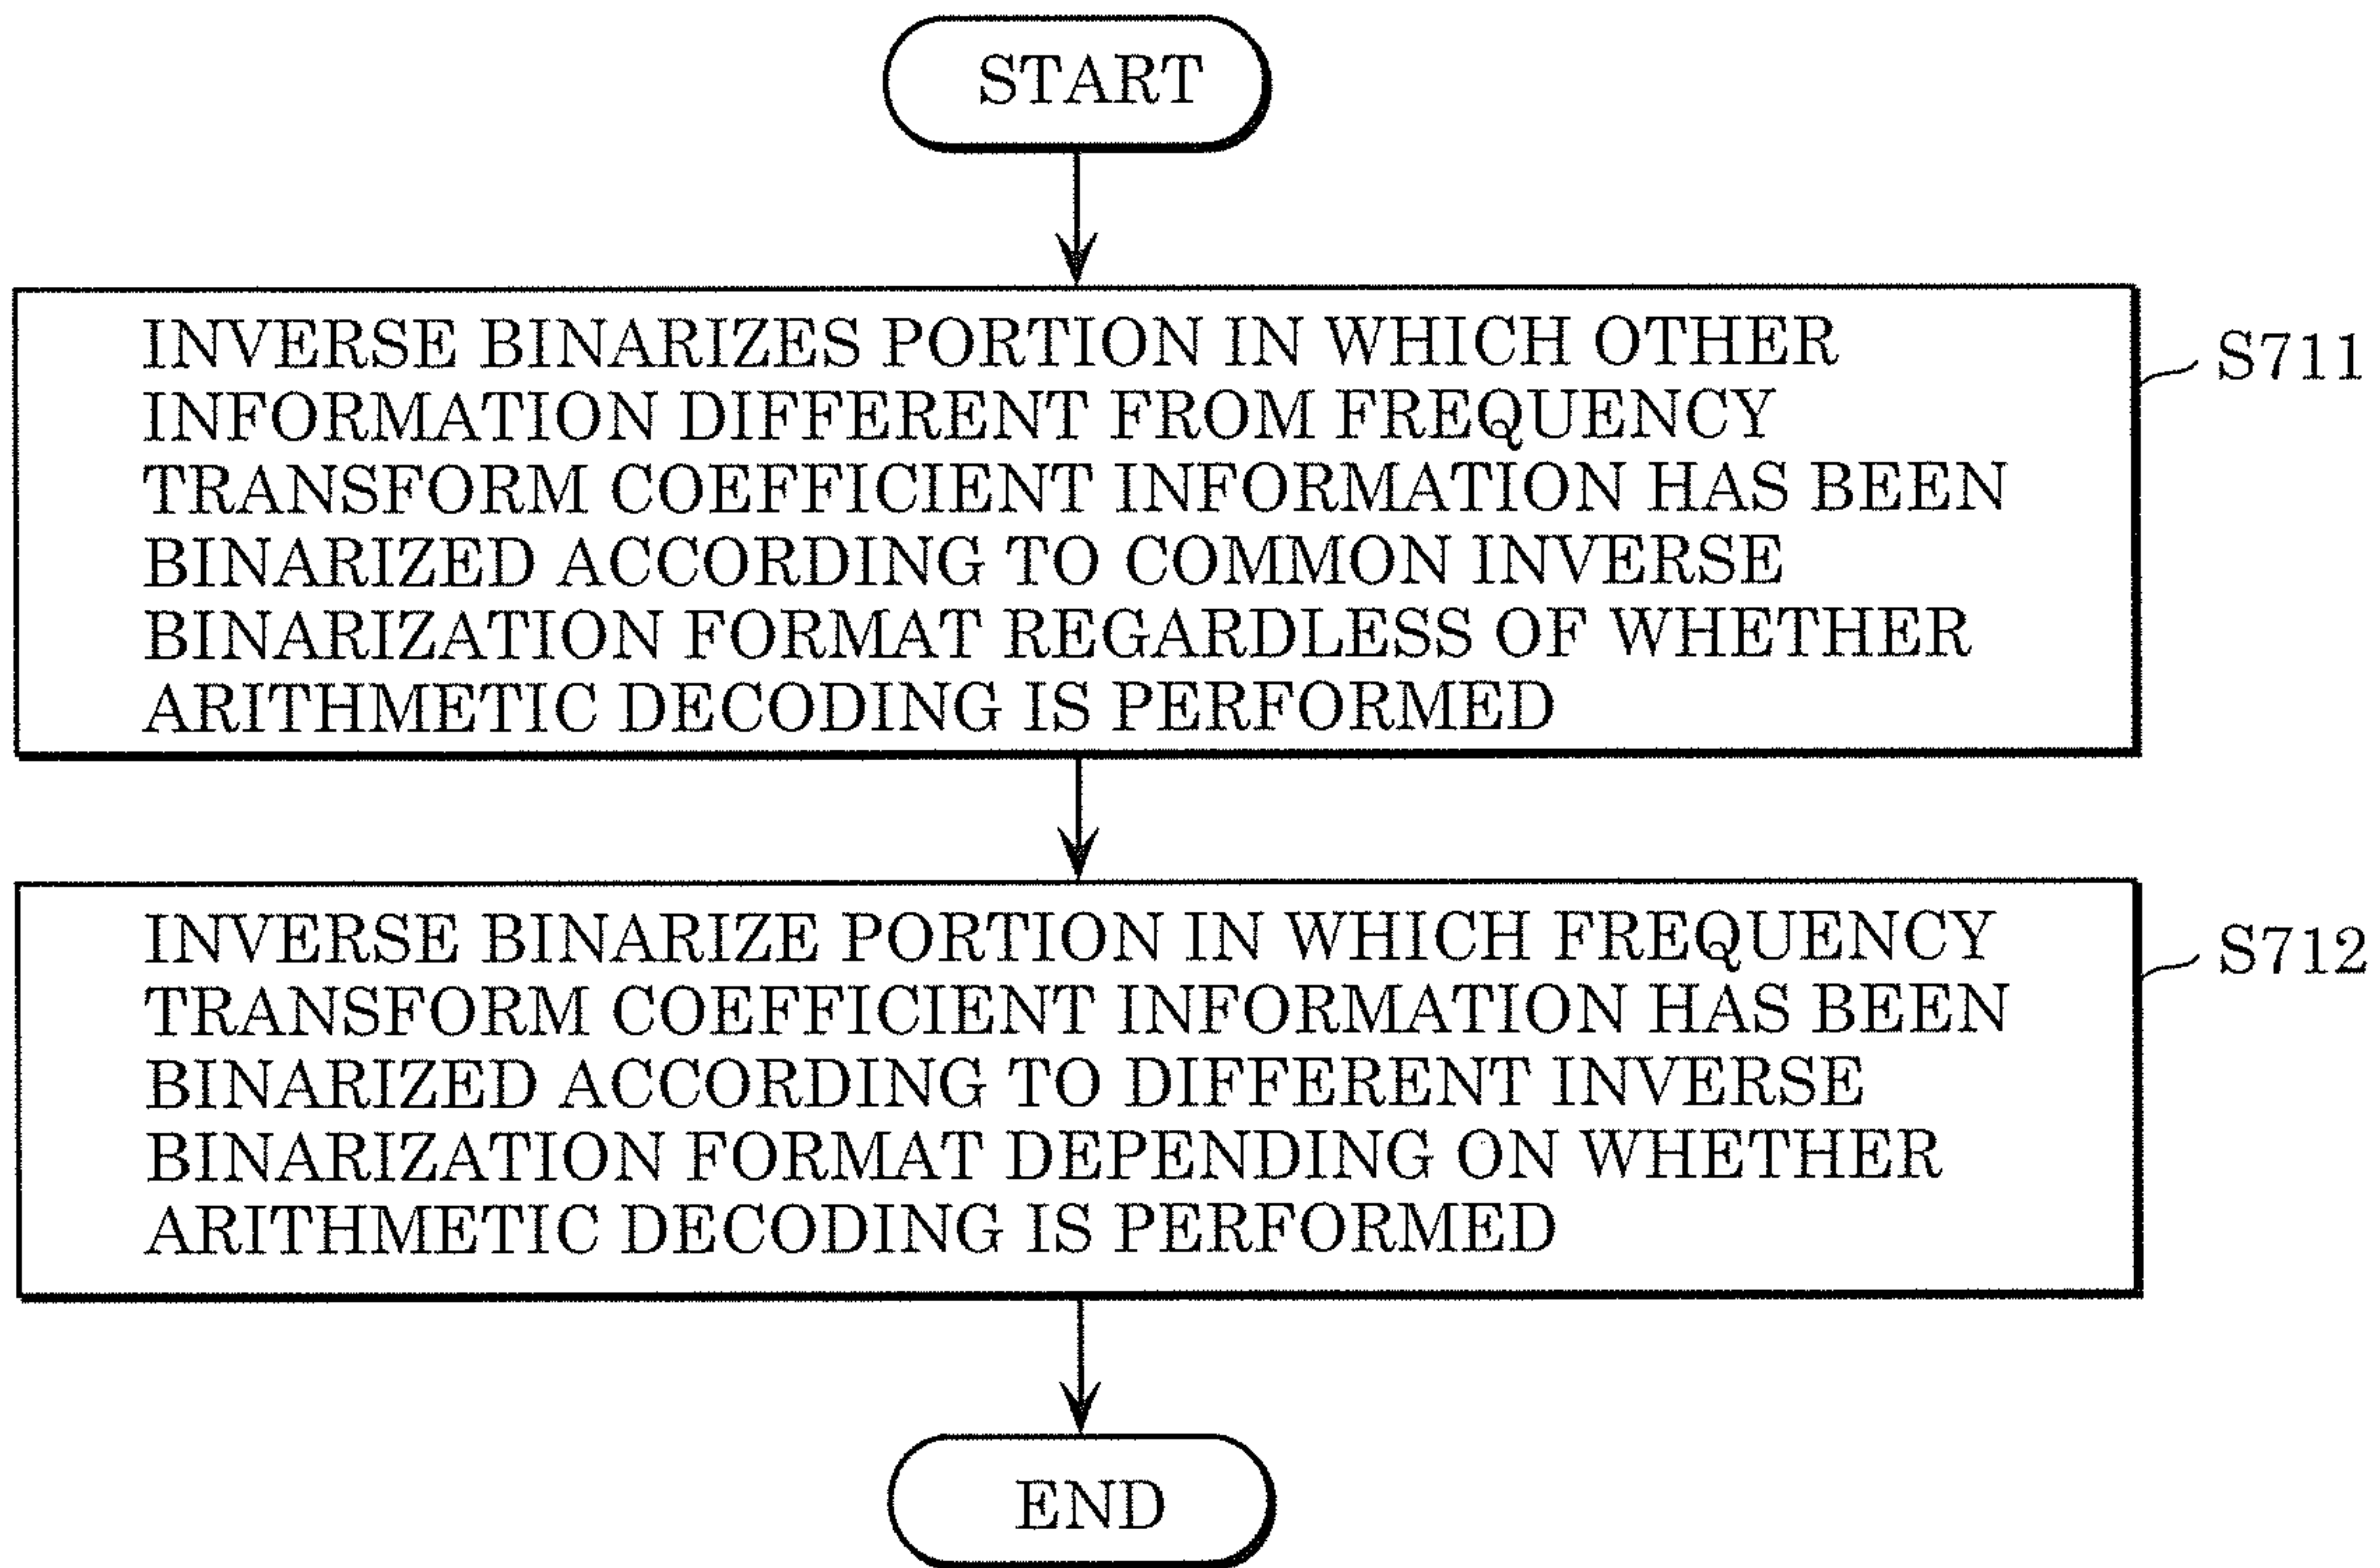 START
INVERSE BINARIZES PORTION IN WHICH OTHER
INFORMATION DIFFERENT FROM FREQUENCY
TRANSFORM COEFFICIENT INFORMATION HAS BEEN
BINARIZED ACCORDING TO COMMON INVERSE
BINARIZATION FORMAT REGARDLESS OF WHETHER
ARITHMETIC DECODING IS PERFORMED
S711
INVERSE BINARIZE PORTION IN WHICH FREQUENCY
TRANSFORM COEFFICIENT INFORMATION HAS BEEN
BINARIZED ACCORDING TO DIFFERENT INVERSE
BINARIZATION FORMAT DEPENDING ON WHETHER
ARITHMETIC DECODING IS PERFORMED
S712
END